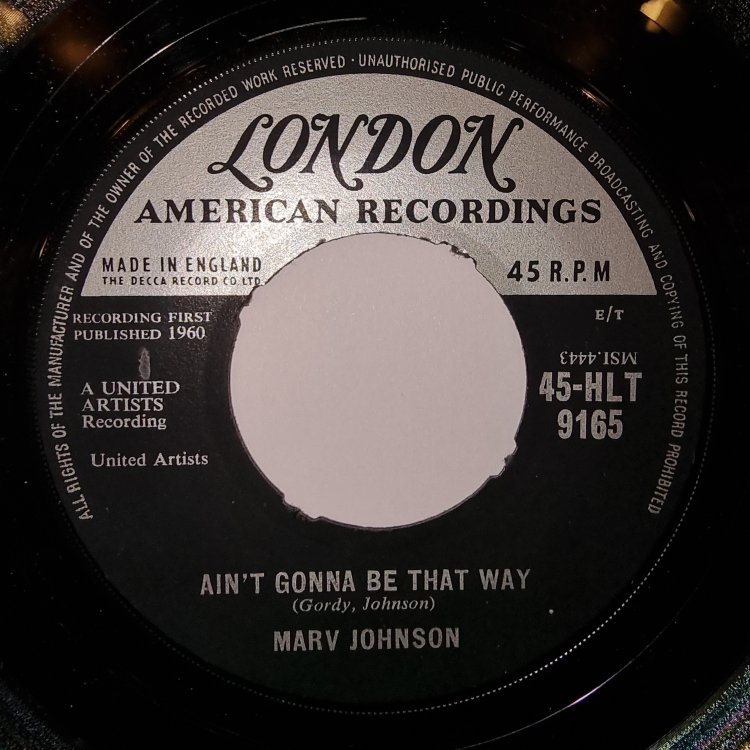 ALL RIGHTS OF THE MANUFACTURER AND OF THE OWNER OF THE RECORDED WORK RESERVED · UNAUTHORISED PUBLIC PERFORMANCE BROADCASTING AND COPYING OF THIS RECORD PROHIBITED
LONDON
AMERICAN RECORDINGS
MADE IN ENGLAND
THE DECCA RECORD CO LTD.
45 R.P.M
RECORDING FIRST
PUBLISHED 1960
E/T
MSI.4443
A UNITED
ARTISTS
Recording
45-HLT
9165
United Artists
AIN'T GONNA BE THAT WAY
(Gordy, Johnson)
MARV JOHNSON